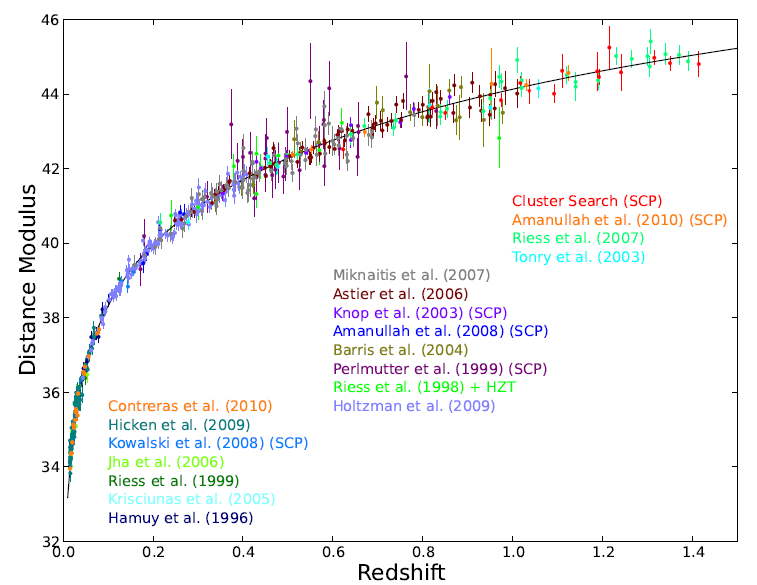 46
44
42
40
38
36
34
32
Distance Modulus
Cluster Search (SCP)
Amanullah et al. (2010) (SCP)
Riess et al. (2007)
Tonry et al. (2003)
Miknaitis et al. (2007)
Astier et al. (2006)
Knop et al. (2003) (SCP)
Amanullah et al. (2008) (SCP)
Barris et al. (2004)
Perlmutter et al. (1999) (SCP)
Riess et al. (1998) + HZT
Holtzman et al. (2009)
Contreras et al. (2010)
Hicken et al. (2009)
Kowalski et al. (2008) (SCP)
Jha et al. (2006)
Riess et al. (1999)
Krisciunas et al. (2005)
Hamuy et al. (1996)
0.0 0.2 0.4 0.6 0.8 1.0 1.2 1.4
Redshift